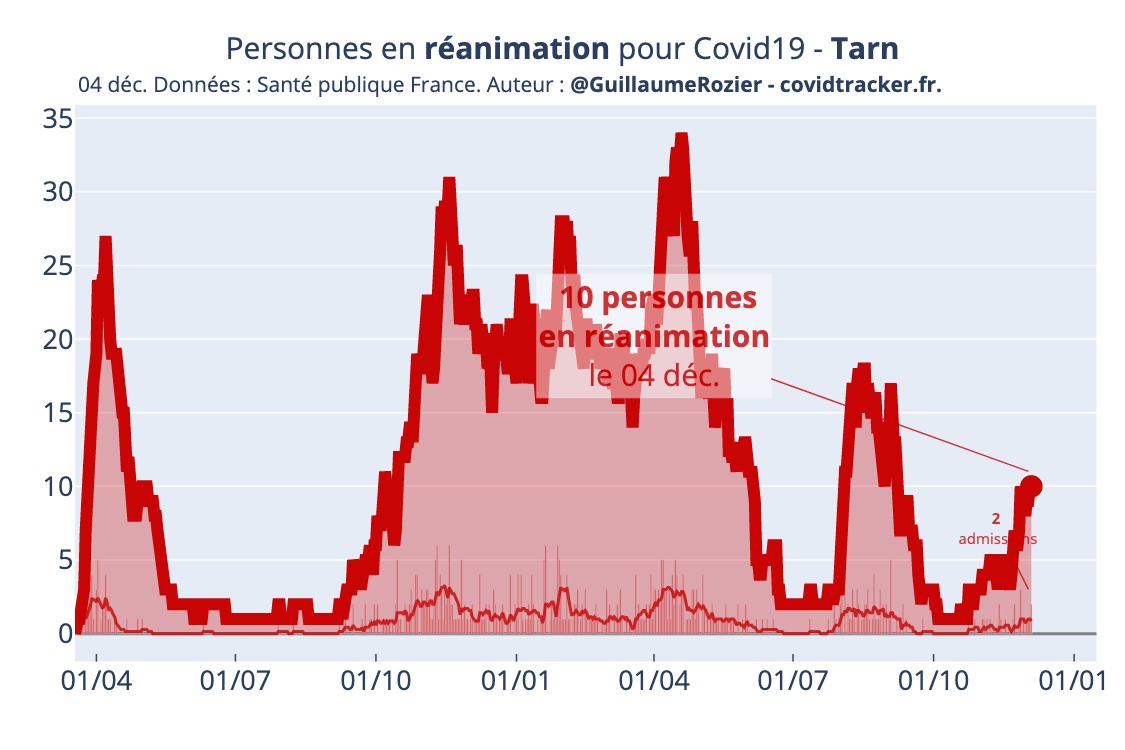 Personnes en réanimation pour Covid19 - Tarn
04 déc. Données : Santé publique France. Auteur : @GuillaumeRozier - covidtracker.fr.
35
30
25
20
15
10
5
0
10 personnes
en réanimation
le 04 déc.
2
admissions
01/04 01/07 01/10 01/01 01/04 01/07 01/10 01/01